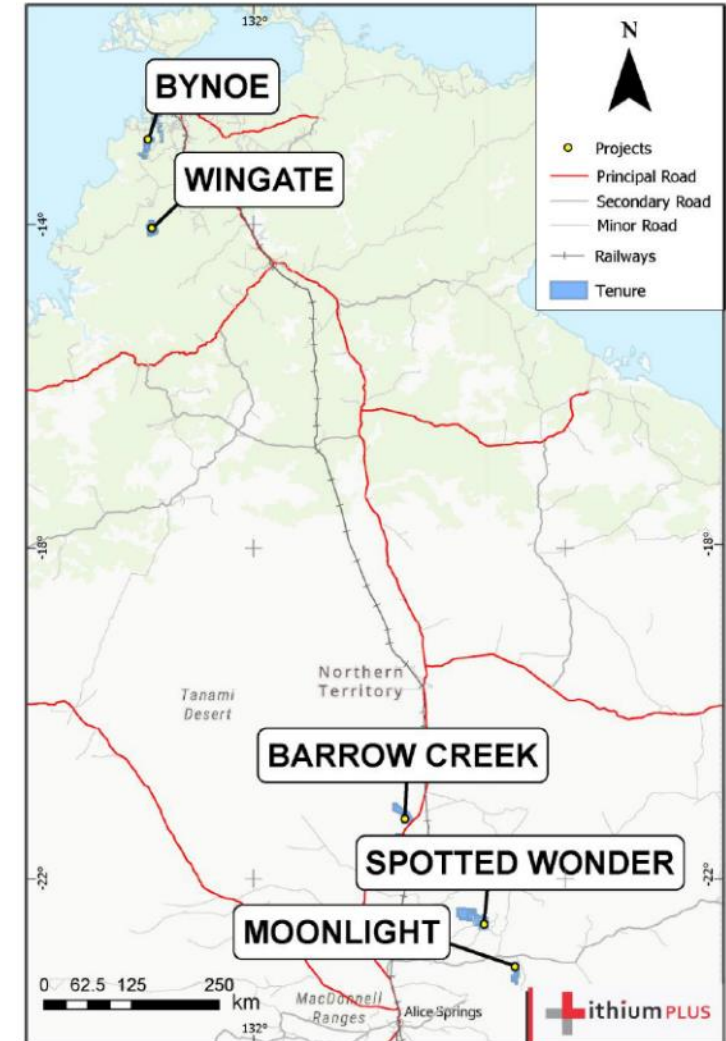 132°
N
BYNOE
Projects
Principal Road
WINGATE
Secondary Road
Minor Road
-14°
Railways
Tenure
-18°
-18°
Northern
Territory
Tanami
Desert
BARROW CREEK
SPOTTED WONDER
-22°
-22°
MOONLIGHT
0 62.5 125 250
km
MacDonnell
Ranges
Alice Springs
132°
Lithium PLUS